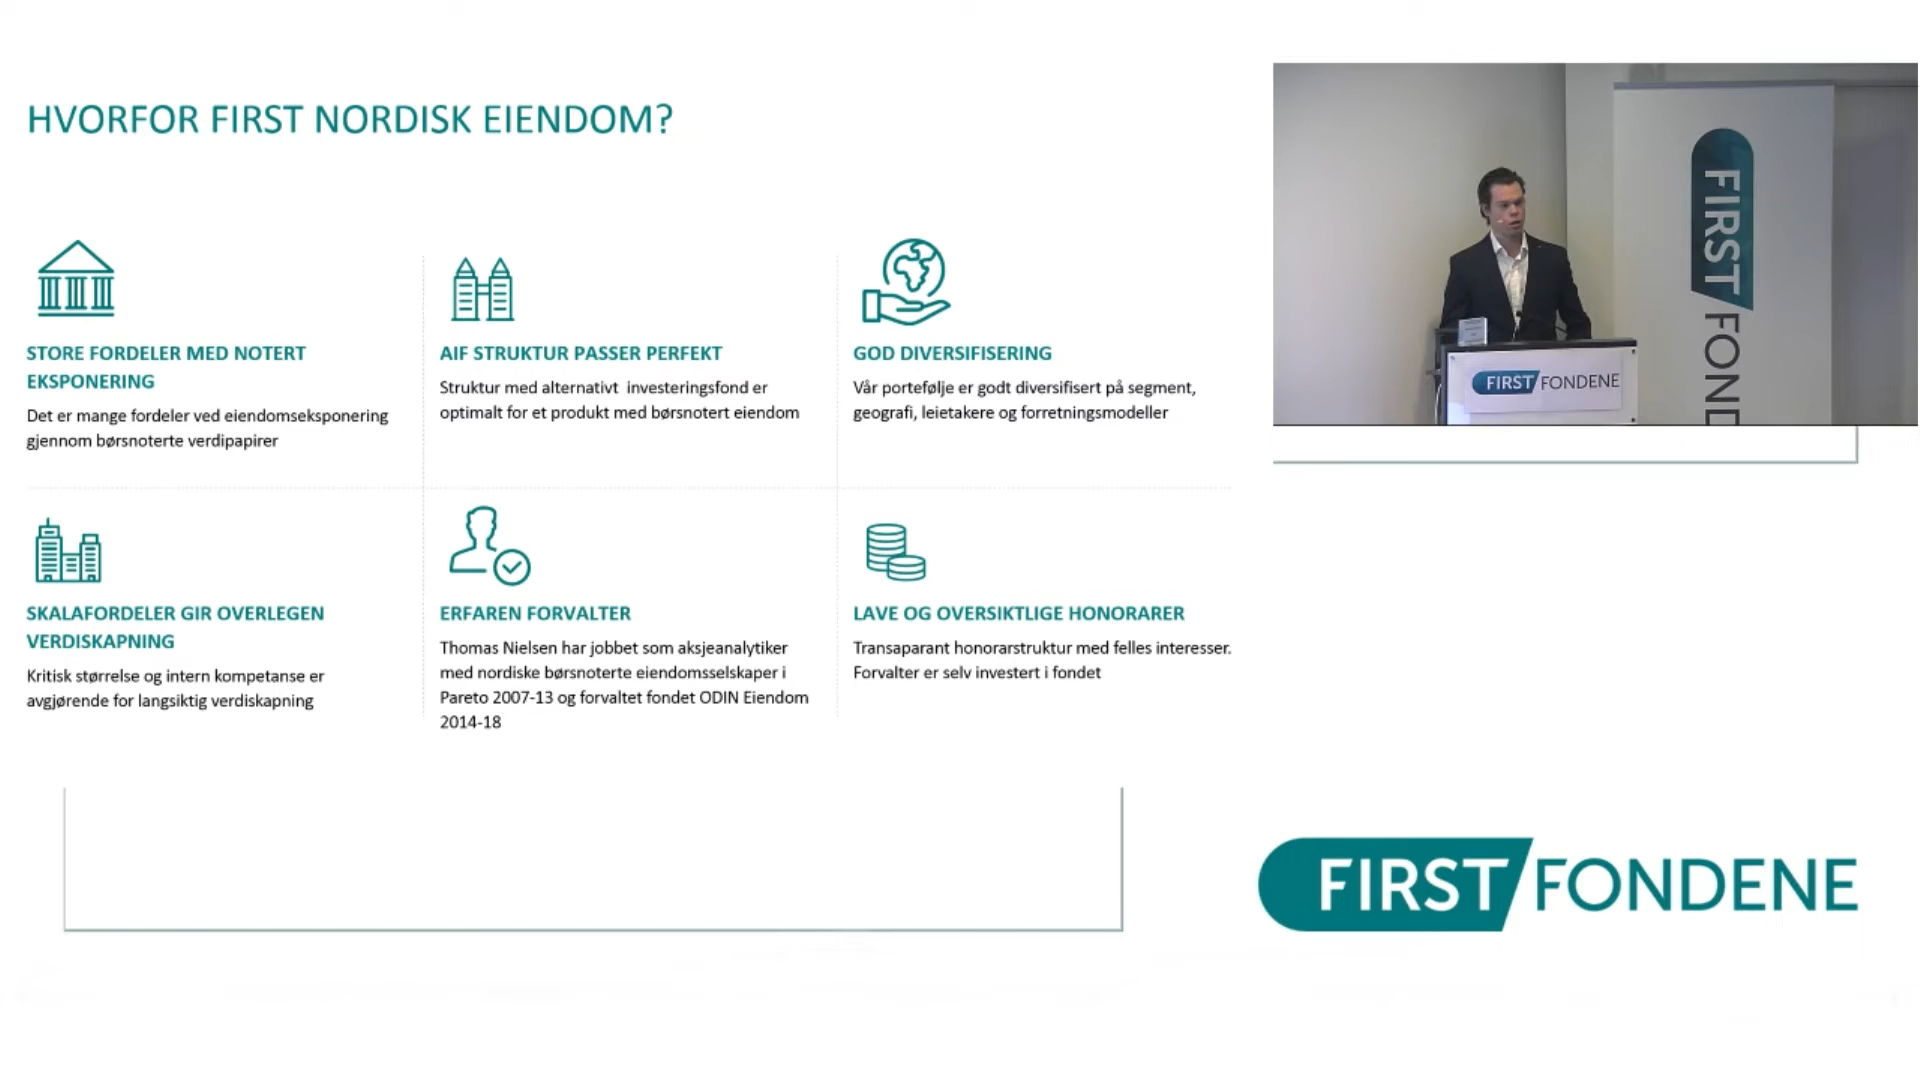 HVORFOR FIRST NORDISK EIENDOM?
STORE FORDELER MED NOTERT
EKSPONERING
Det er mange fordeler ved eiendomseksponering
gjennom børsnoterte verdipapirer
AIF STRUKTUR PASSER PERFEKT
Struktur med alternativt investeringsfond er
optimalt for et produkt med børsnotert eiendom
GOD DIVERSIFISERING
Vår portefølje er godt diversifisert på segment,
geografi, leietakere og forretningsmodeller
SKALAFORDELER GIR OVERLEGEN
VERDISKAPNING
Kritisk størrelse og intern kompetanse er
avgjørende for langsiktig verdiskapning
ERFAREN FORVALTER
Thomas Nielsen har jobbet som aksjeanalytiker
med nordiske børsnoterte eiendomsselskaper i
Pareto 2007-13 og forvaltet fondet ODIN Eiendom
2014-18
LAVE OG OVERSIKTLIGE HONORARER
Transaparant honorarstruktur med felles interesser.
Forvalter er selv investert i fondet
FIRST FOND
FIRST FONDENE
FIRST FONDENE